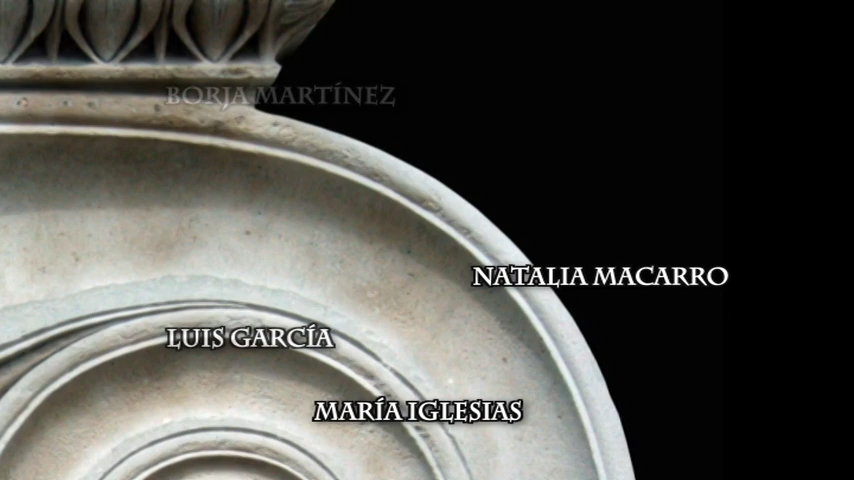 BORJA MARTÍNEZ
NATALIA MACARRO
LUIS GARCÍA
MARÍA IGLESIAS